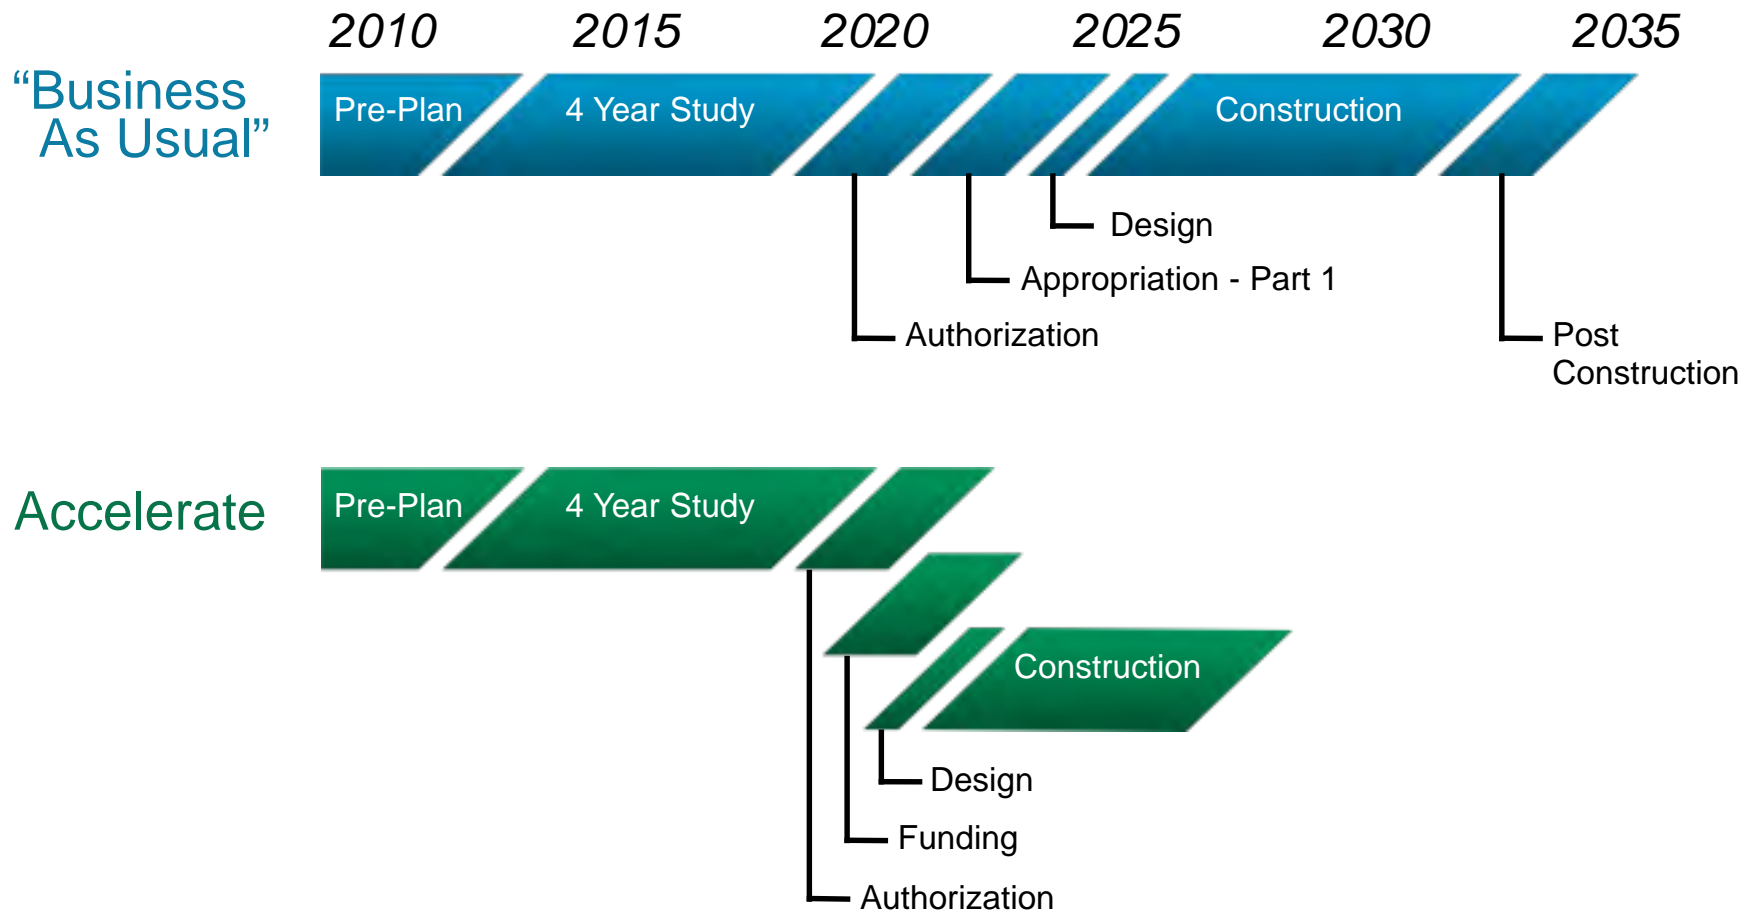 2010 2015 2020 2025 2030 2035
“Business
As Usual”
Pre-Plan 4 Year Study Construction
Design
Appropriation - Part 1
Authorization
Post
Construction
Accelerate
Pre-Plan 4 Year Study
Construction
Design
Funding
Authorization